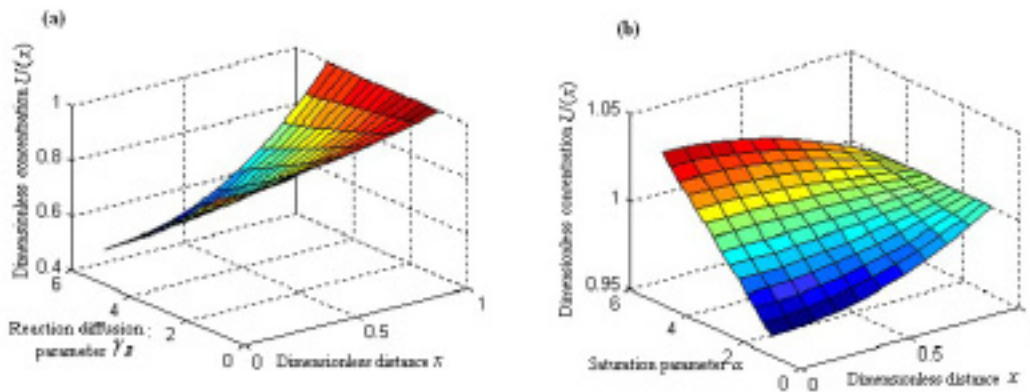 (a)
Dimensionless concentration U(x)
1
0.8
0.6
0.4
6
4
2
0
0
0.5
1
Reaction diffusion
parameter γ
Dimensionless distance x
(b)
Dimensionless concentration U(x)
1.05
1
0.95
6
4
2
0
0
0.5
1
Saturation parameter α
Dimensionless distance x